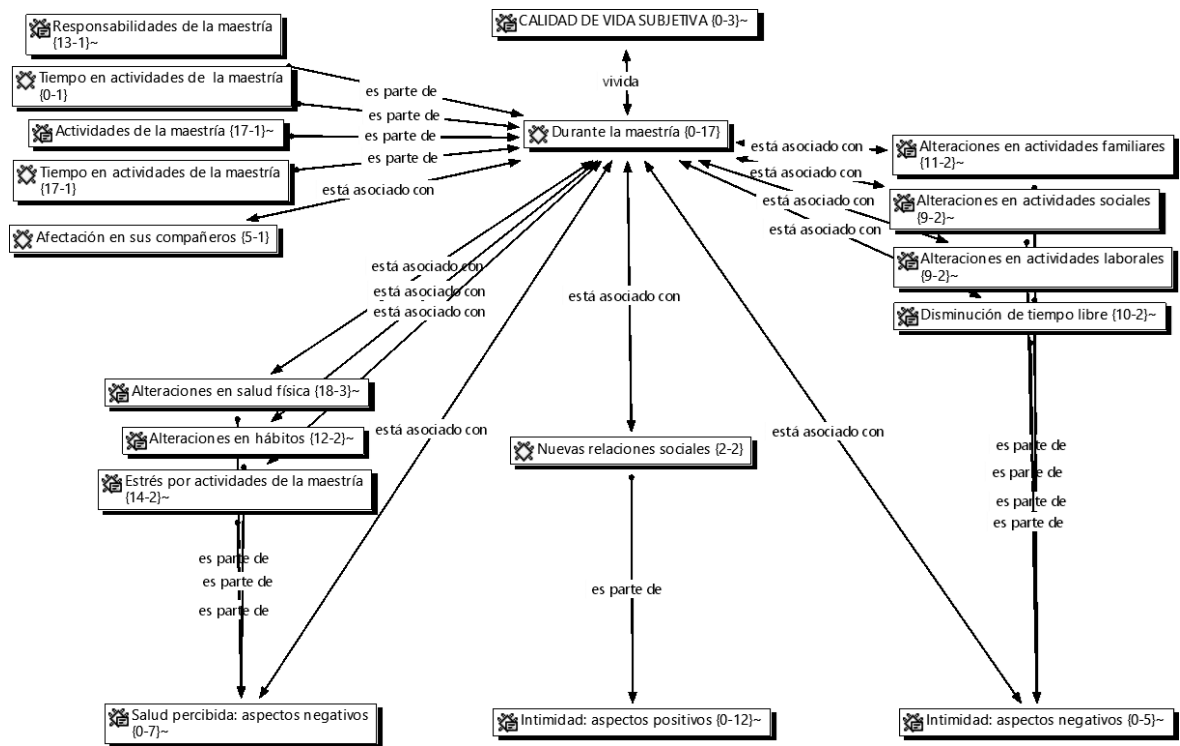 Responsabilidades de la maestría
{13-1}~
CALIDAD DE VIDA SUBJETIVA {0-3}~
Tiempo en actividades de la maestría
{0-1}
es parte de
vivida
es parte de
Actividades de la maestría {17-1}~
es parte de
Durante la maestría {0-17}
está asociado con
Alteraciones en actividades familiares
{11-2}~
Tiempo en actividades de la maestría
{17-1}
es parte de
está asociado con
está asociado con
Alteraciones en actividades sociales
{9-2}~
está asociado con
Afectación en sus compañeros {5-1}
está asociado con
Alteraciones en actividades laborales
{9-2}~
está asociado con
está asociado con
está asociado con
está asociado con
Disminución de tiempo libre {10-2}~
Alteraciones en salud física {18-3}~
está asociado con
está asociado con
Alteraciones en hábitos {12-2}~
Nuevas relaciones sociales {2-2}
es parte de
Estrés por actividades de la maestría
{14-2}~
es parte de
es parte de
es parte de
es parte de
es parte de
es parte de
es parte de
Salud percibida: aspectos negativos
{0-7}~
Intimidad: aspectos positivos {0-12}~
Intimidad: aspectos negativos {0-5}~